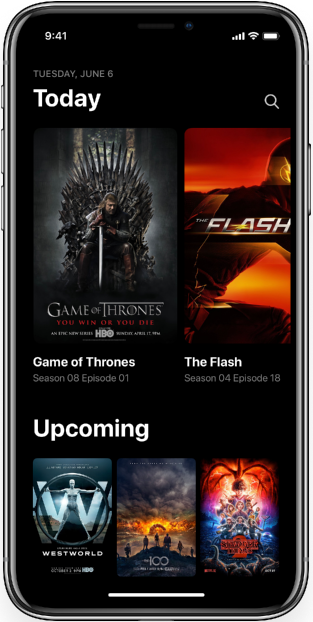 9:41
TUESDAY, JUNE 6
Today
THE FLASH
GAME OF THRONES
YOU WIN OR YOU DIE
AN EPIC NEW SERIES HBO SUNDAY, APRIL 17, 9PM
Game of Thrones
Season 08 Episode 01
The Flash
Season 04 Episode 18
Upcoming
W
WESTWORLD
HBO
THE 100
STRANGER THINGS
NETFLIX